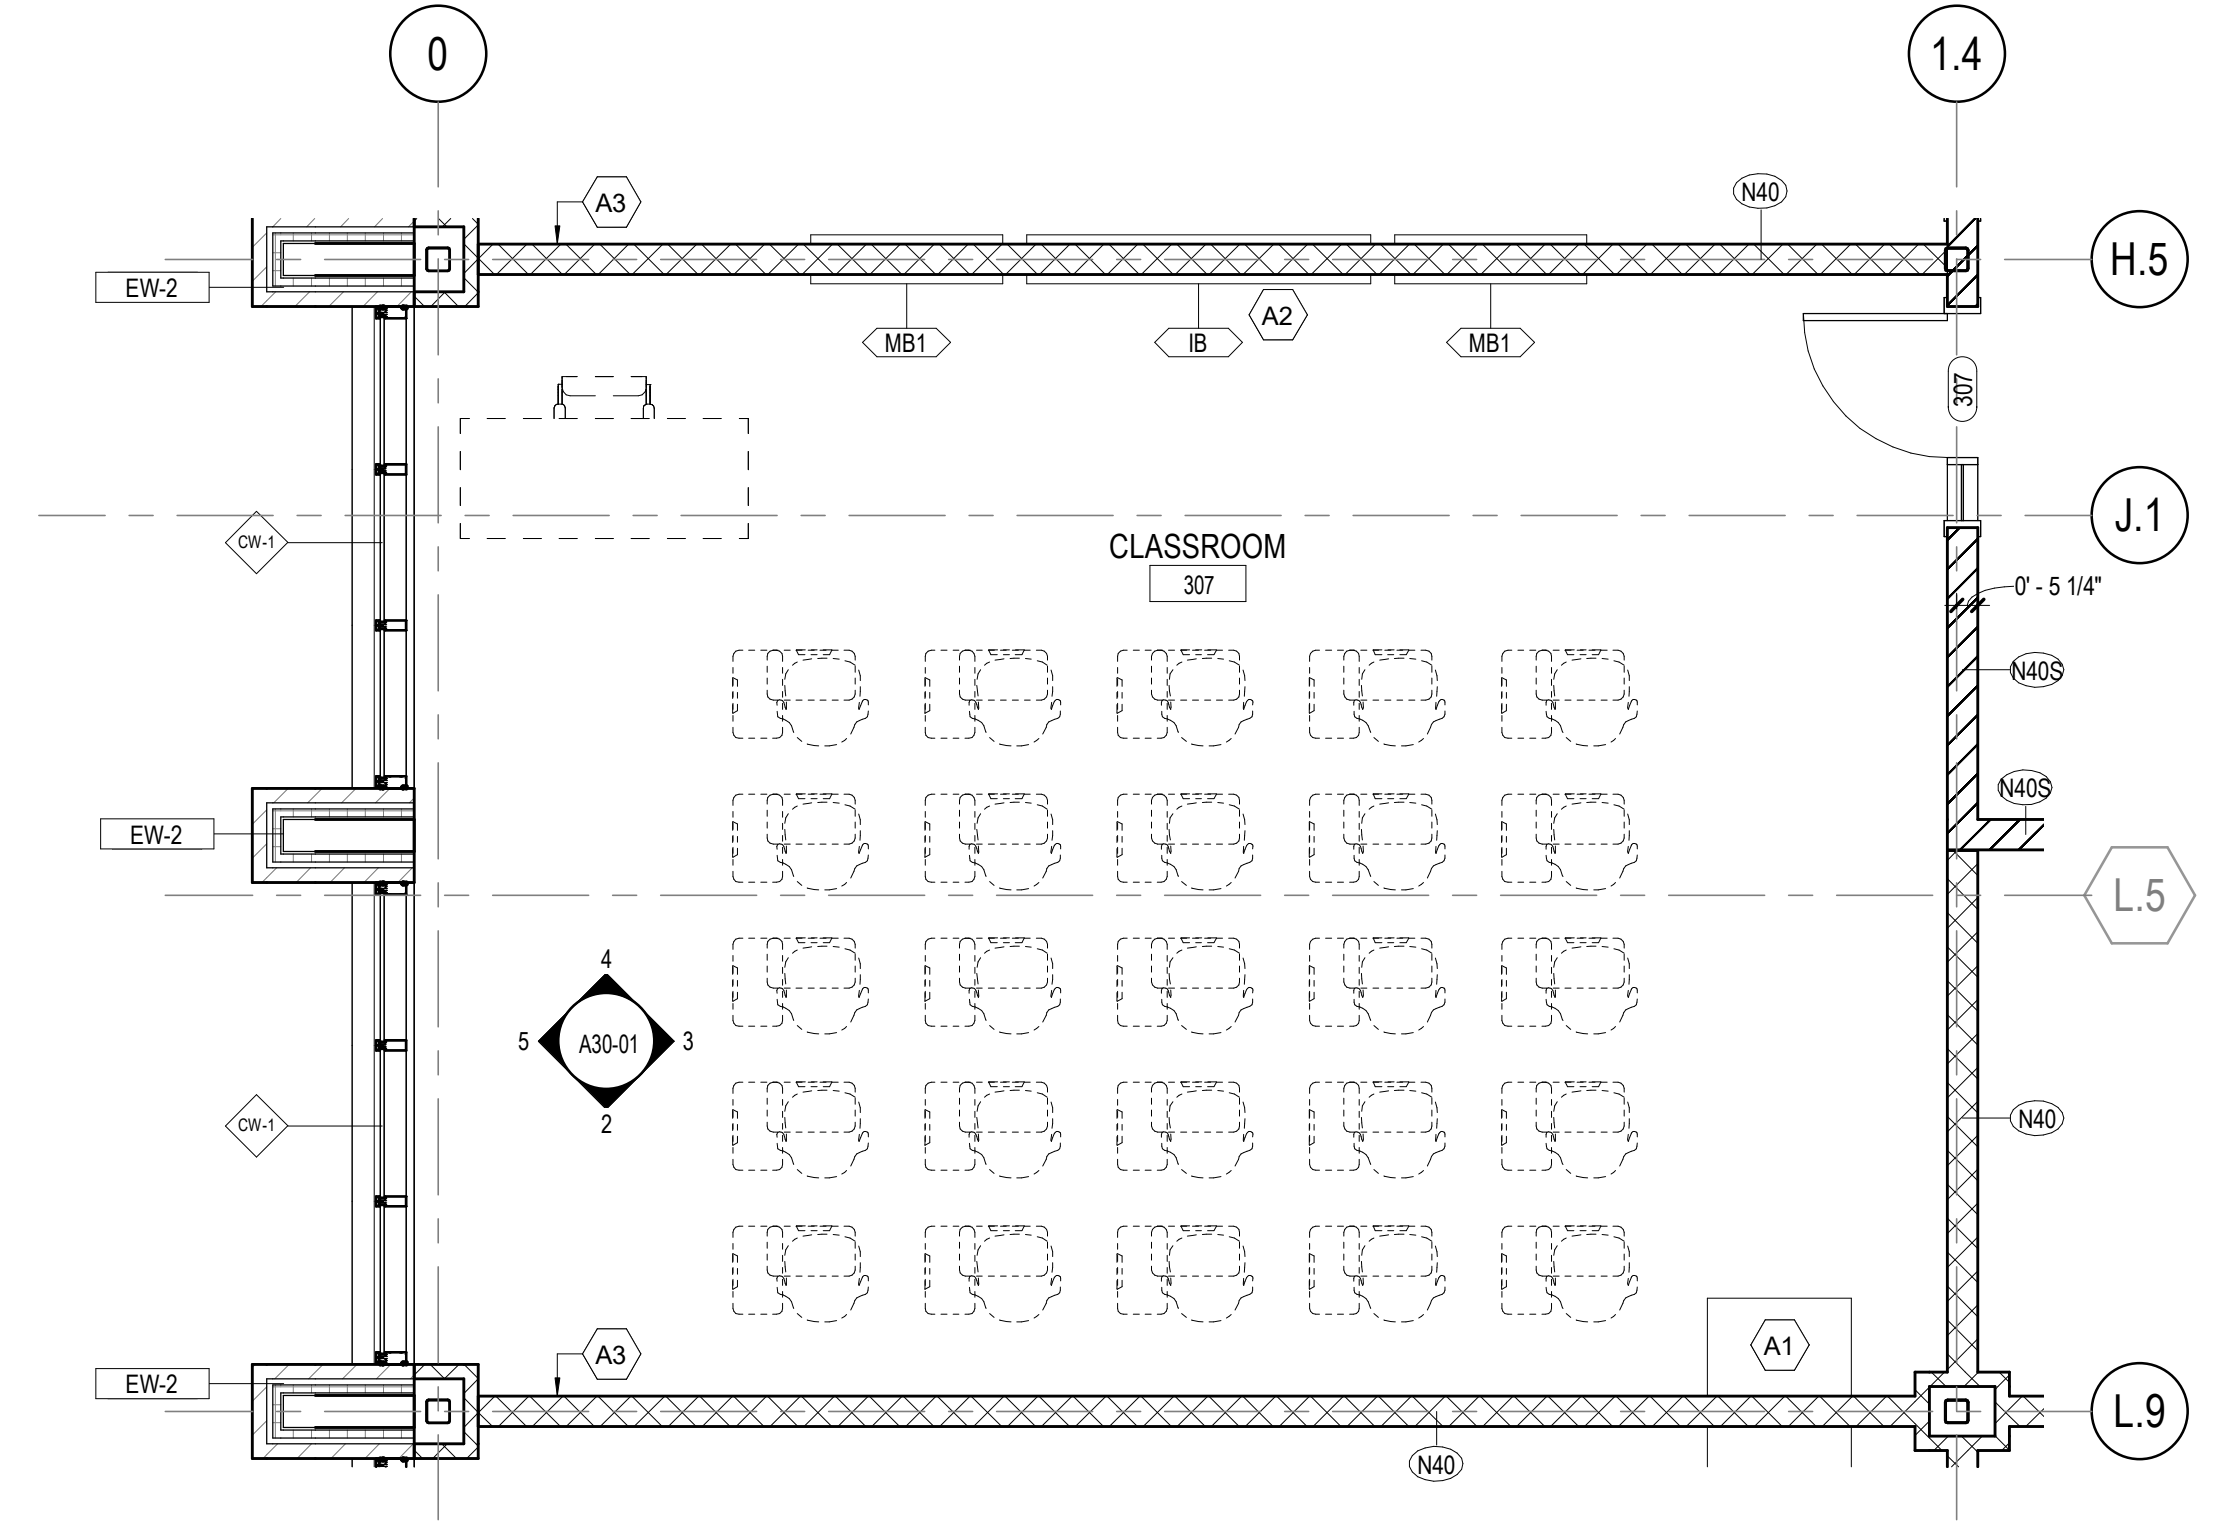 0
1.4
A3
N40
H.5
EW-2
A2
MB1
IB
MB1
307
J.1
CW-1
CLASSROOM
307
0' - 5 1/4"
N40S
N40S
EW-2
L.5
4
5
A30-01
3
2
CW-1
N40
A3
A1
EW-2
L.9
N40